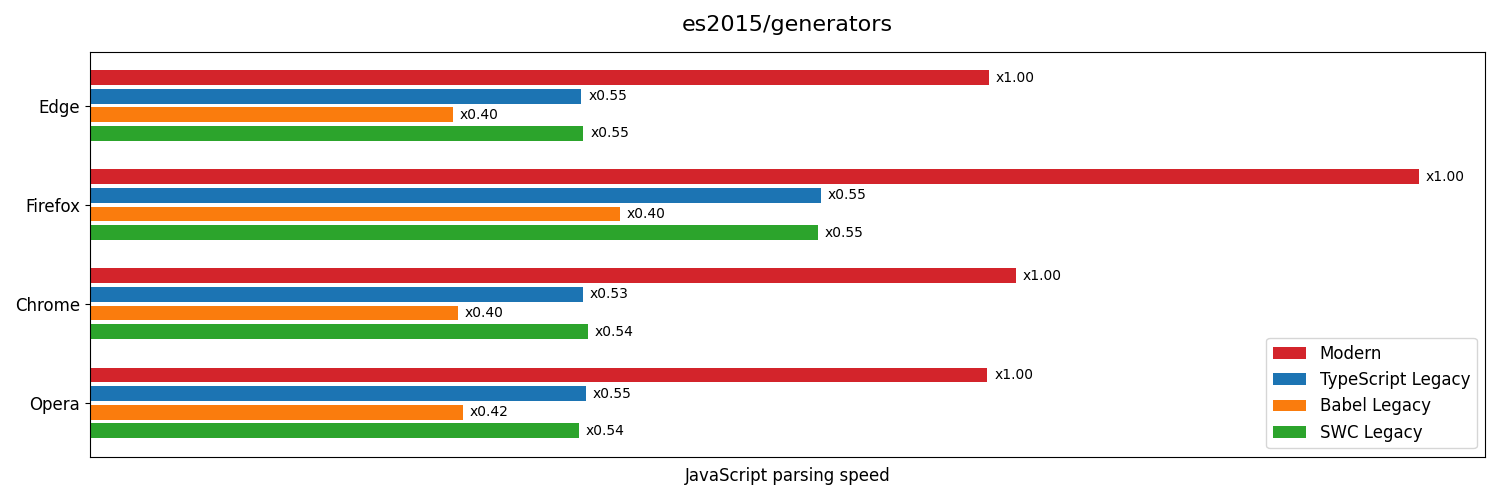 es2015/generators
Edge
x1.00
x0.55
x0.40
x0.55
Firefox
x1.00
x0.55
x0.40
x0.55
Chrome
x1.00
x0.53
x0.40
x0.54
Opera
x1.00
x0.55
x0.42
x0.54
Modern
TypeScript Legacy
Babel Legacy
SWC Legacy
JavaScript parsing speed